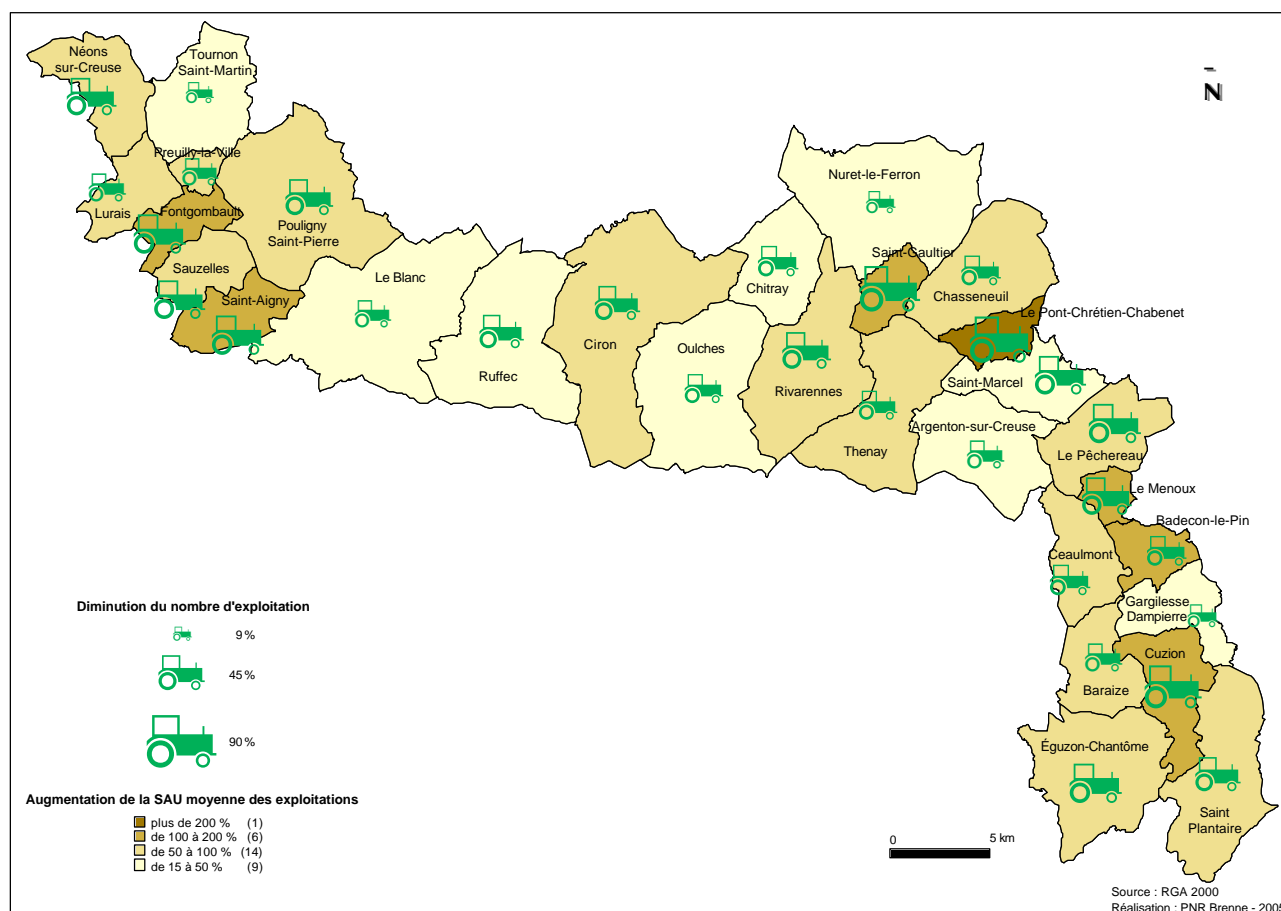 Néons
sur-Creuse
Tournon
Saint-Martin
N
Preuilly-la-Ville
Nuret-le-Ferron
Lurais
Fontgombault
Pouligny
Saint-Pierre
Sauzelles
Saint-Gaultier
Le Blanc
Chitray
Chasseneuil
Saint-Aigny
Le Pont-Chrétien-Chabenet
Ciron
Oulches
Ruffec
Rivarennes
Saint-Marcel
Argenton-sur-Creuse
Thenay
Le Pêchereau
Le Menoux
Badecon-le-Pin
Ceaulmont
Gargilesse
Dampierre
Cuzion
Baraize
Éguzon-Chantôme
Saint
Plantaire
Diminution du nombre d'exploitation
9 %
45 %
90 %
Augmentation de la SAU moyenne des exploitations
plus de 200 % (1)
de 100 à 200 % (6)
de 50 à 100 % (14)
de 15 à 50 % (9)
0 5 km
Source : RGA 2000
Réalisation : PNR Brenne - 2005